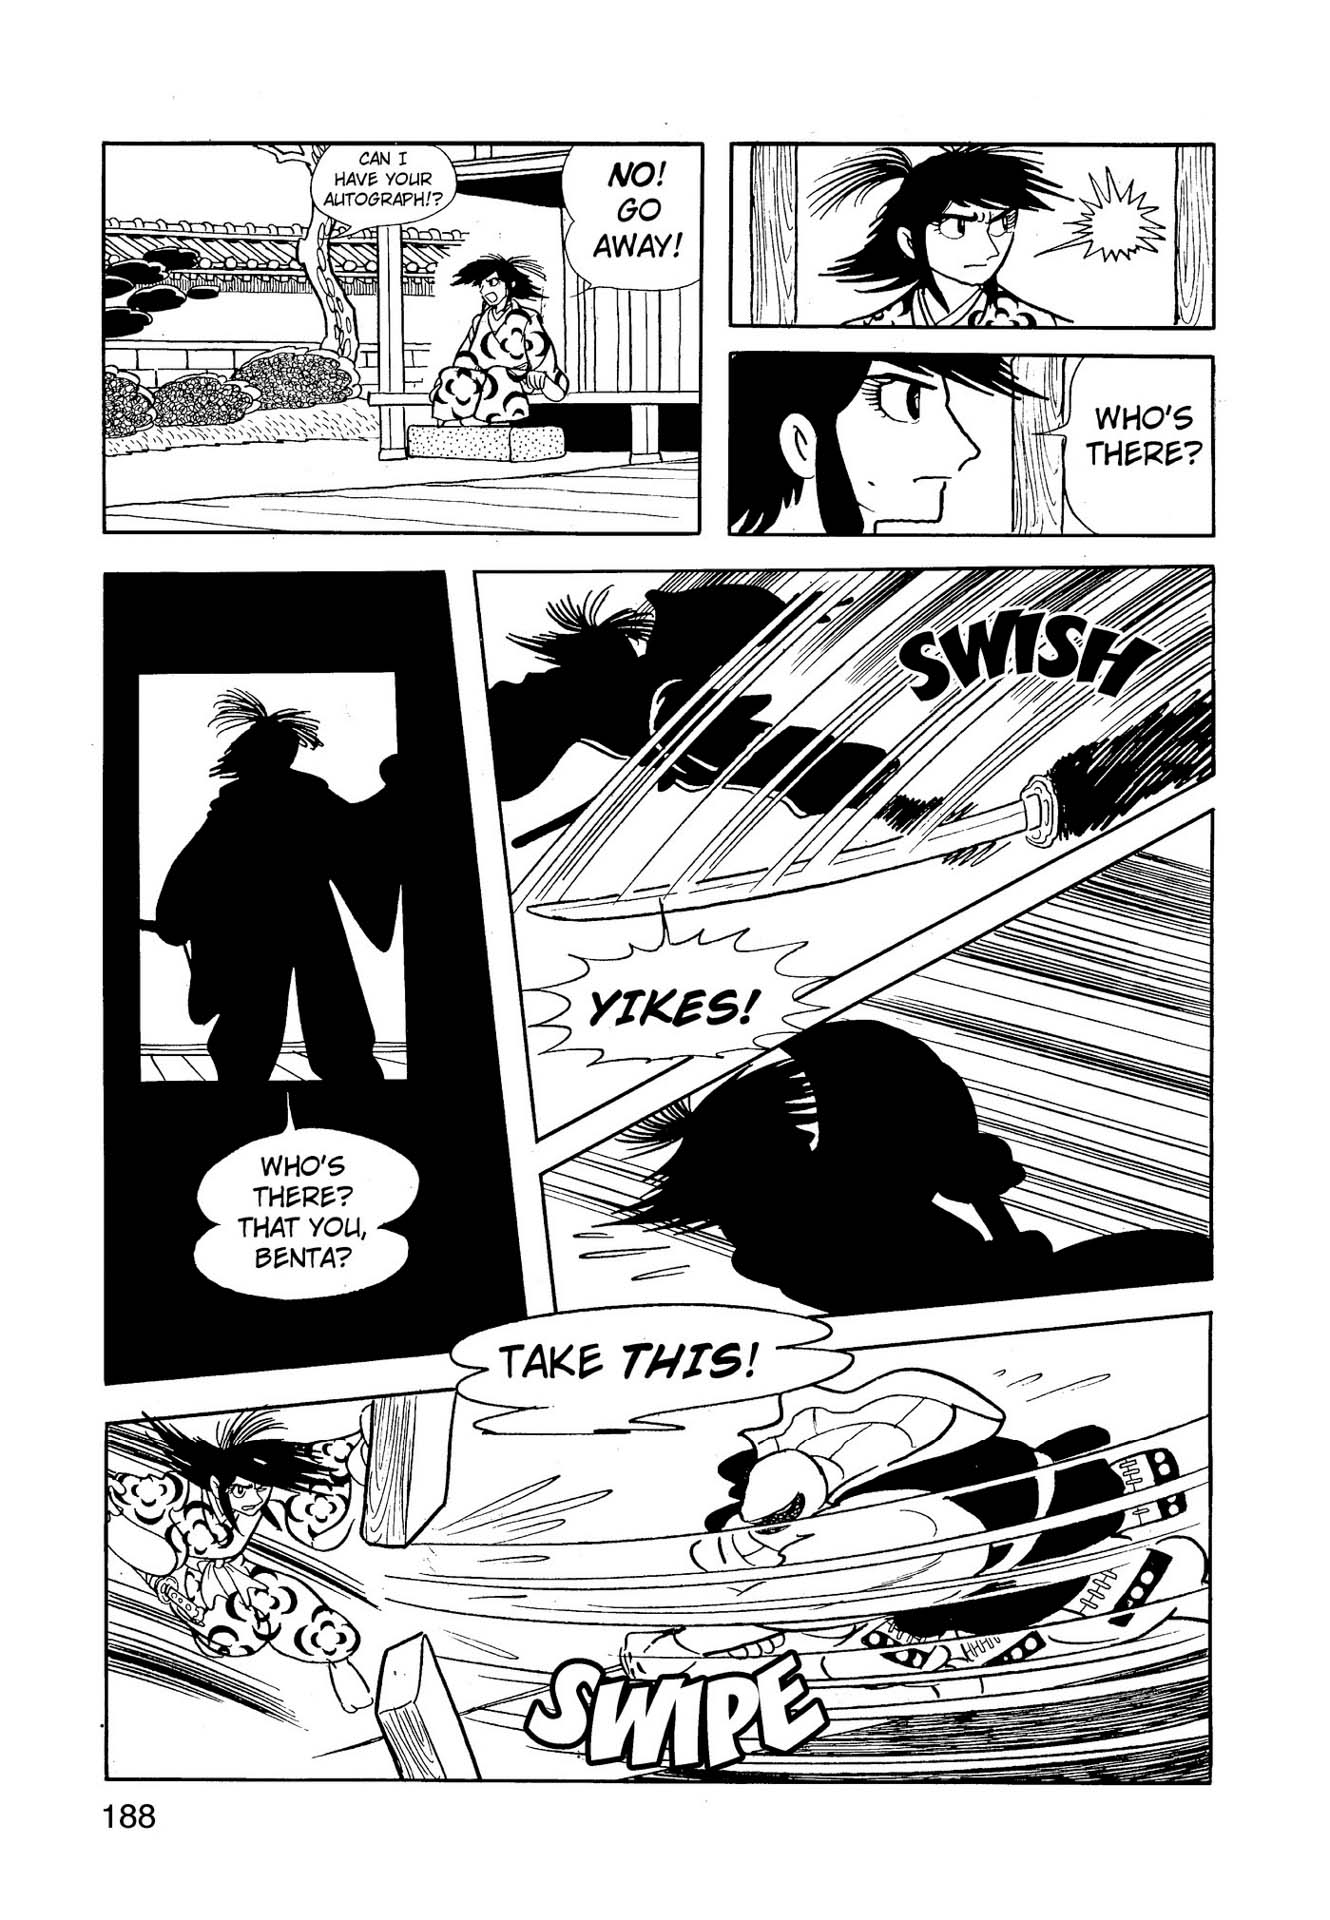 CAN I
HAVE YOUR
AUTOGRAPH!?
NO!
GO
AWAY!
WHO'S
THERE?
WHO'S
THERE?
THAT YOU,
BENTA?
SWISH
YIKES!
TAKE THIS!
SWIPE
188